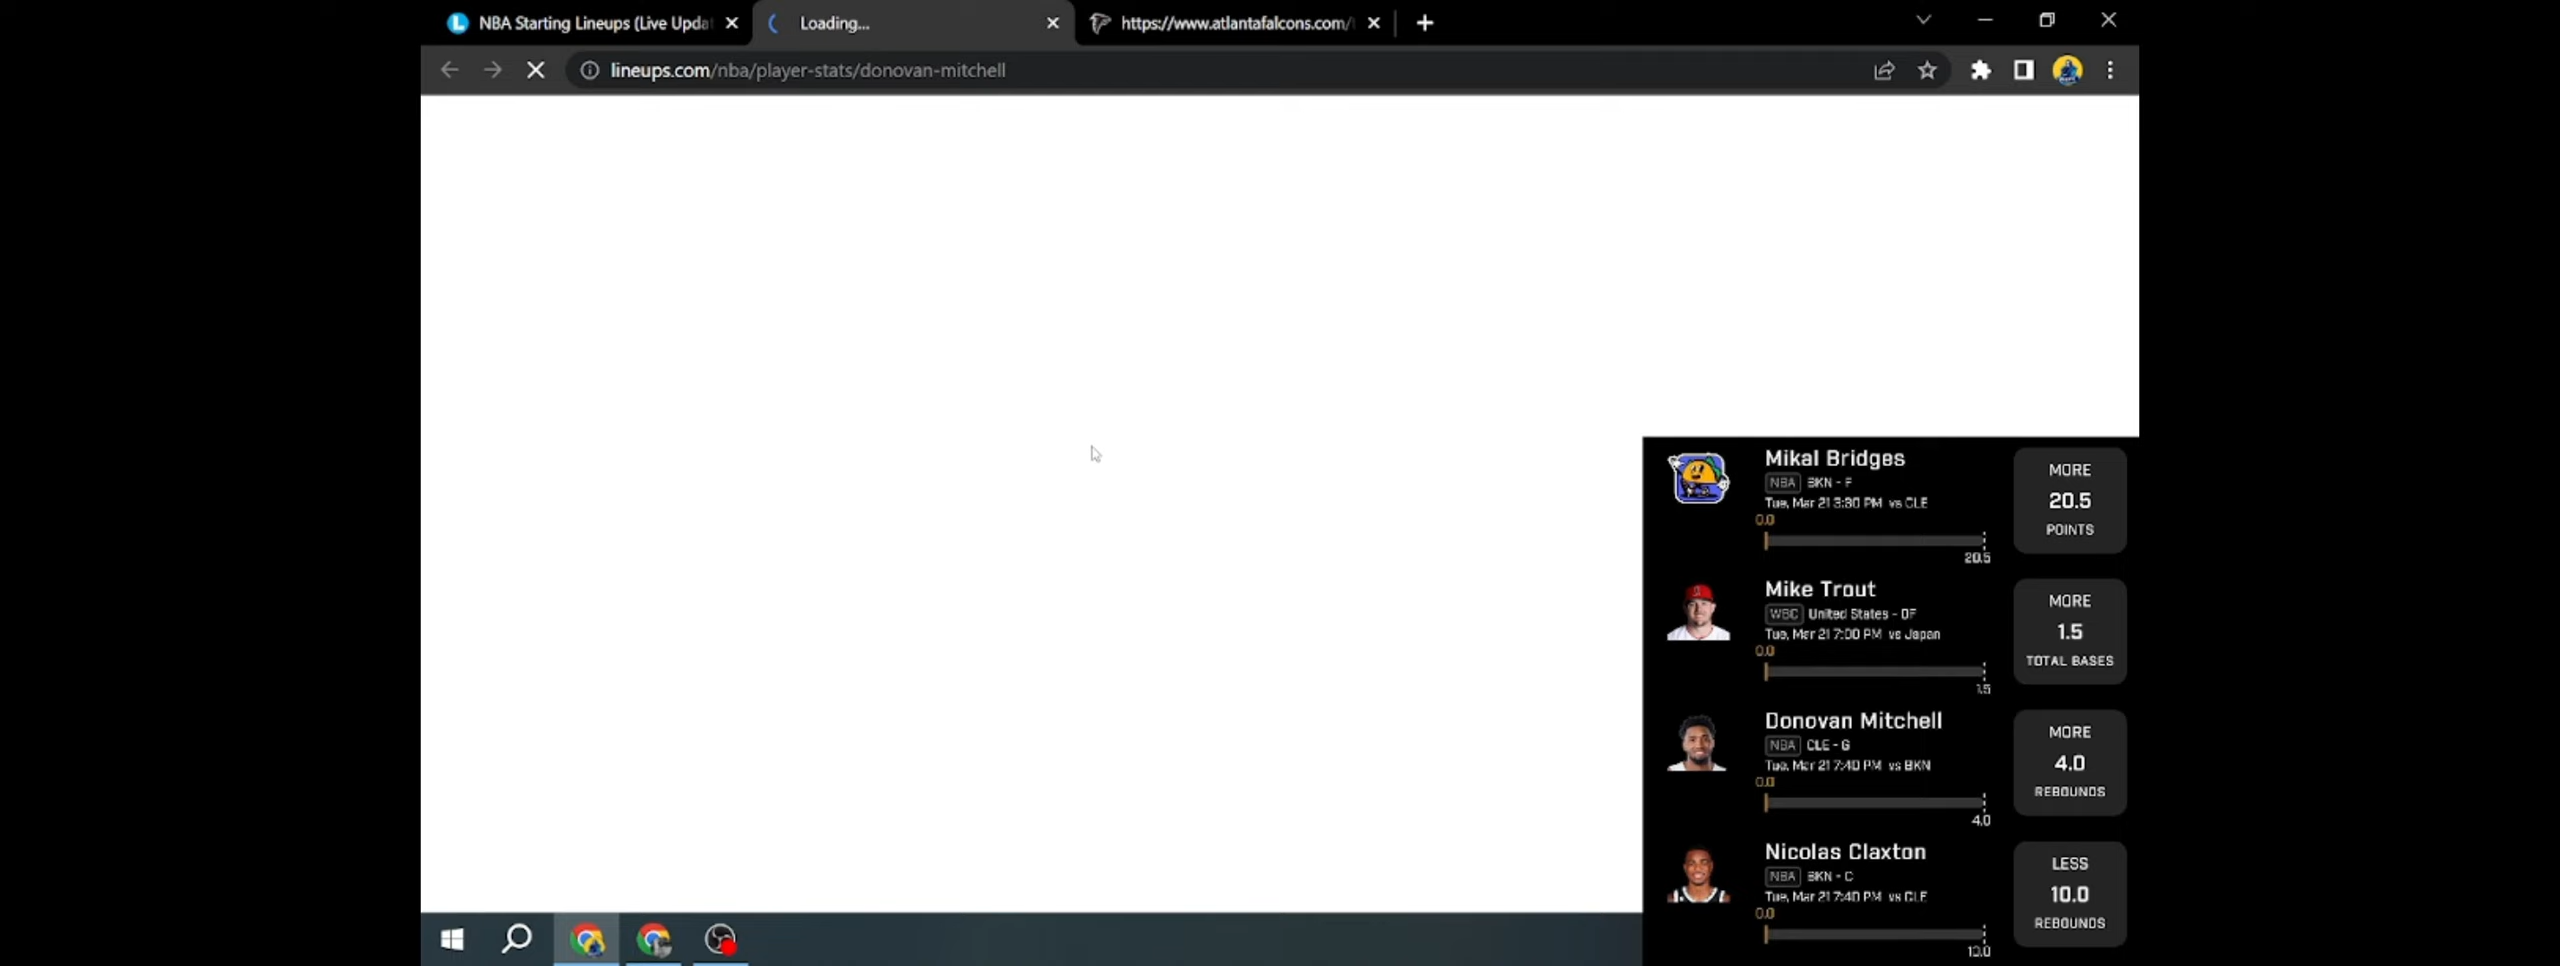 NBA Starting Lineups (Live Upda
Loading...
https://www.atlantafalcons.com/
lineups.com/nba/player-stats/donovan-mitchell
Mikal Bridges
NBA BKN - F
Tue, Mar 21 3:30 PM vs CLE
0.0
20.5
MORE
20.5
POINTS
Mike Trout
WBC United States - OF
Tue, Mar 21 7:00 PM vs Japan
0.0
1.5
MORE
1.5
TOTAL BASES
Donovan Mitchell
NBA CLE - G
Tue, Mar 21 7:40 PM vs BKN
0.0
4.0
MORE
4.0
REBOUNDS
Nicolas Claxton
NBA BKN - C
Tue, Mar 21 7:40 PM vs CLE
0.0
10.0
LESS
10.0
REBOUNDS